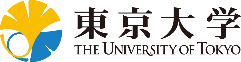 東京大学
THE UNIVERSITY OF TOKYO